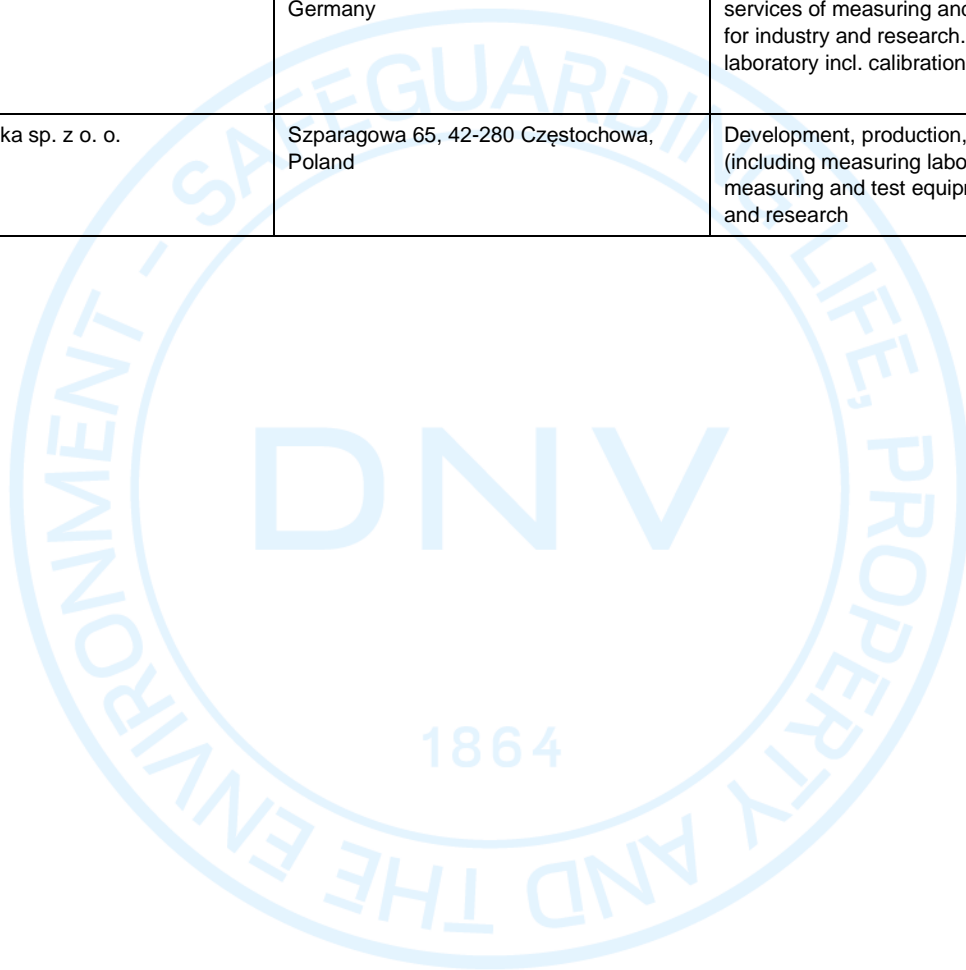 Germany
services of measuring and
for industry and research.
laboratory incl. calibration
ka sp. z o. o.
Szparagowa 65, 42-280 Częstochowa,
Poland
Development, production,
(including measuring labo
measuring and test equip
and research
SAFEGUARDING LIFE, PROPERTY AND THE ENVIRONMENT -
DNV
1864